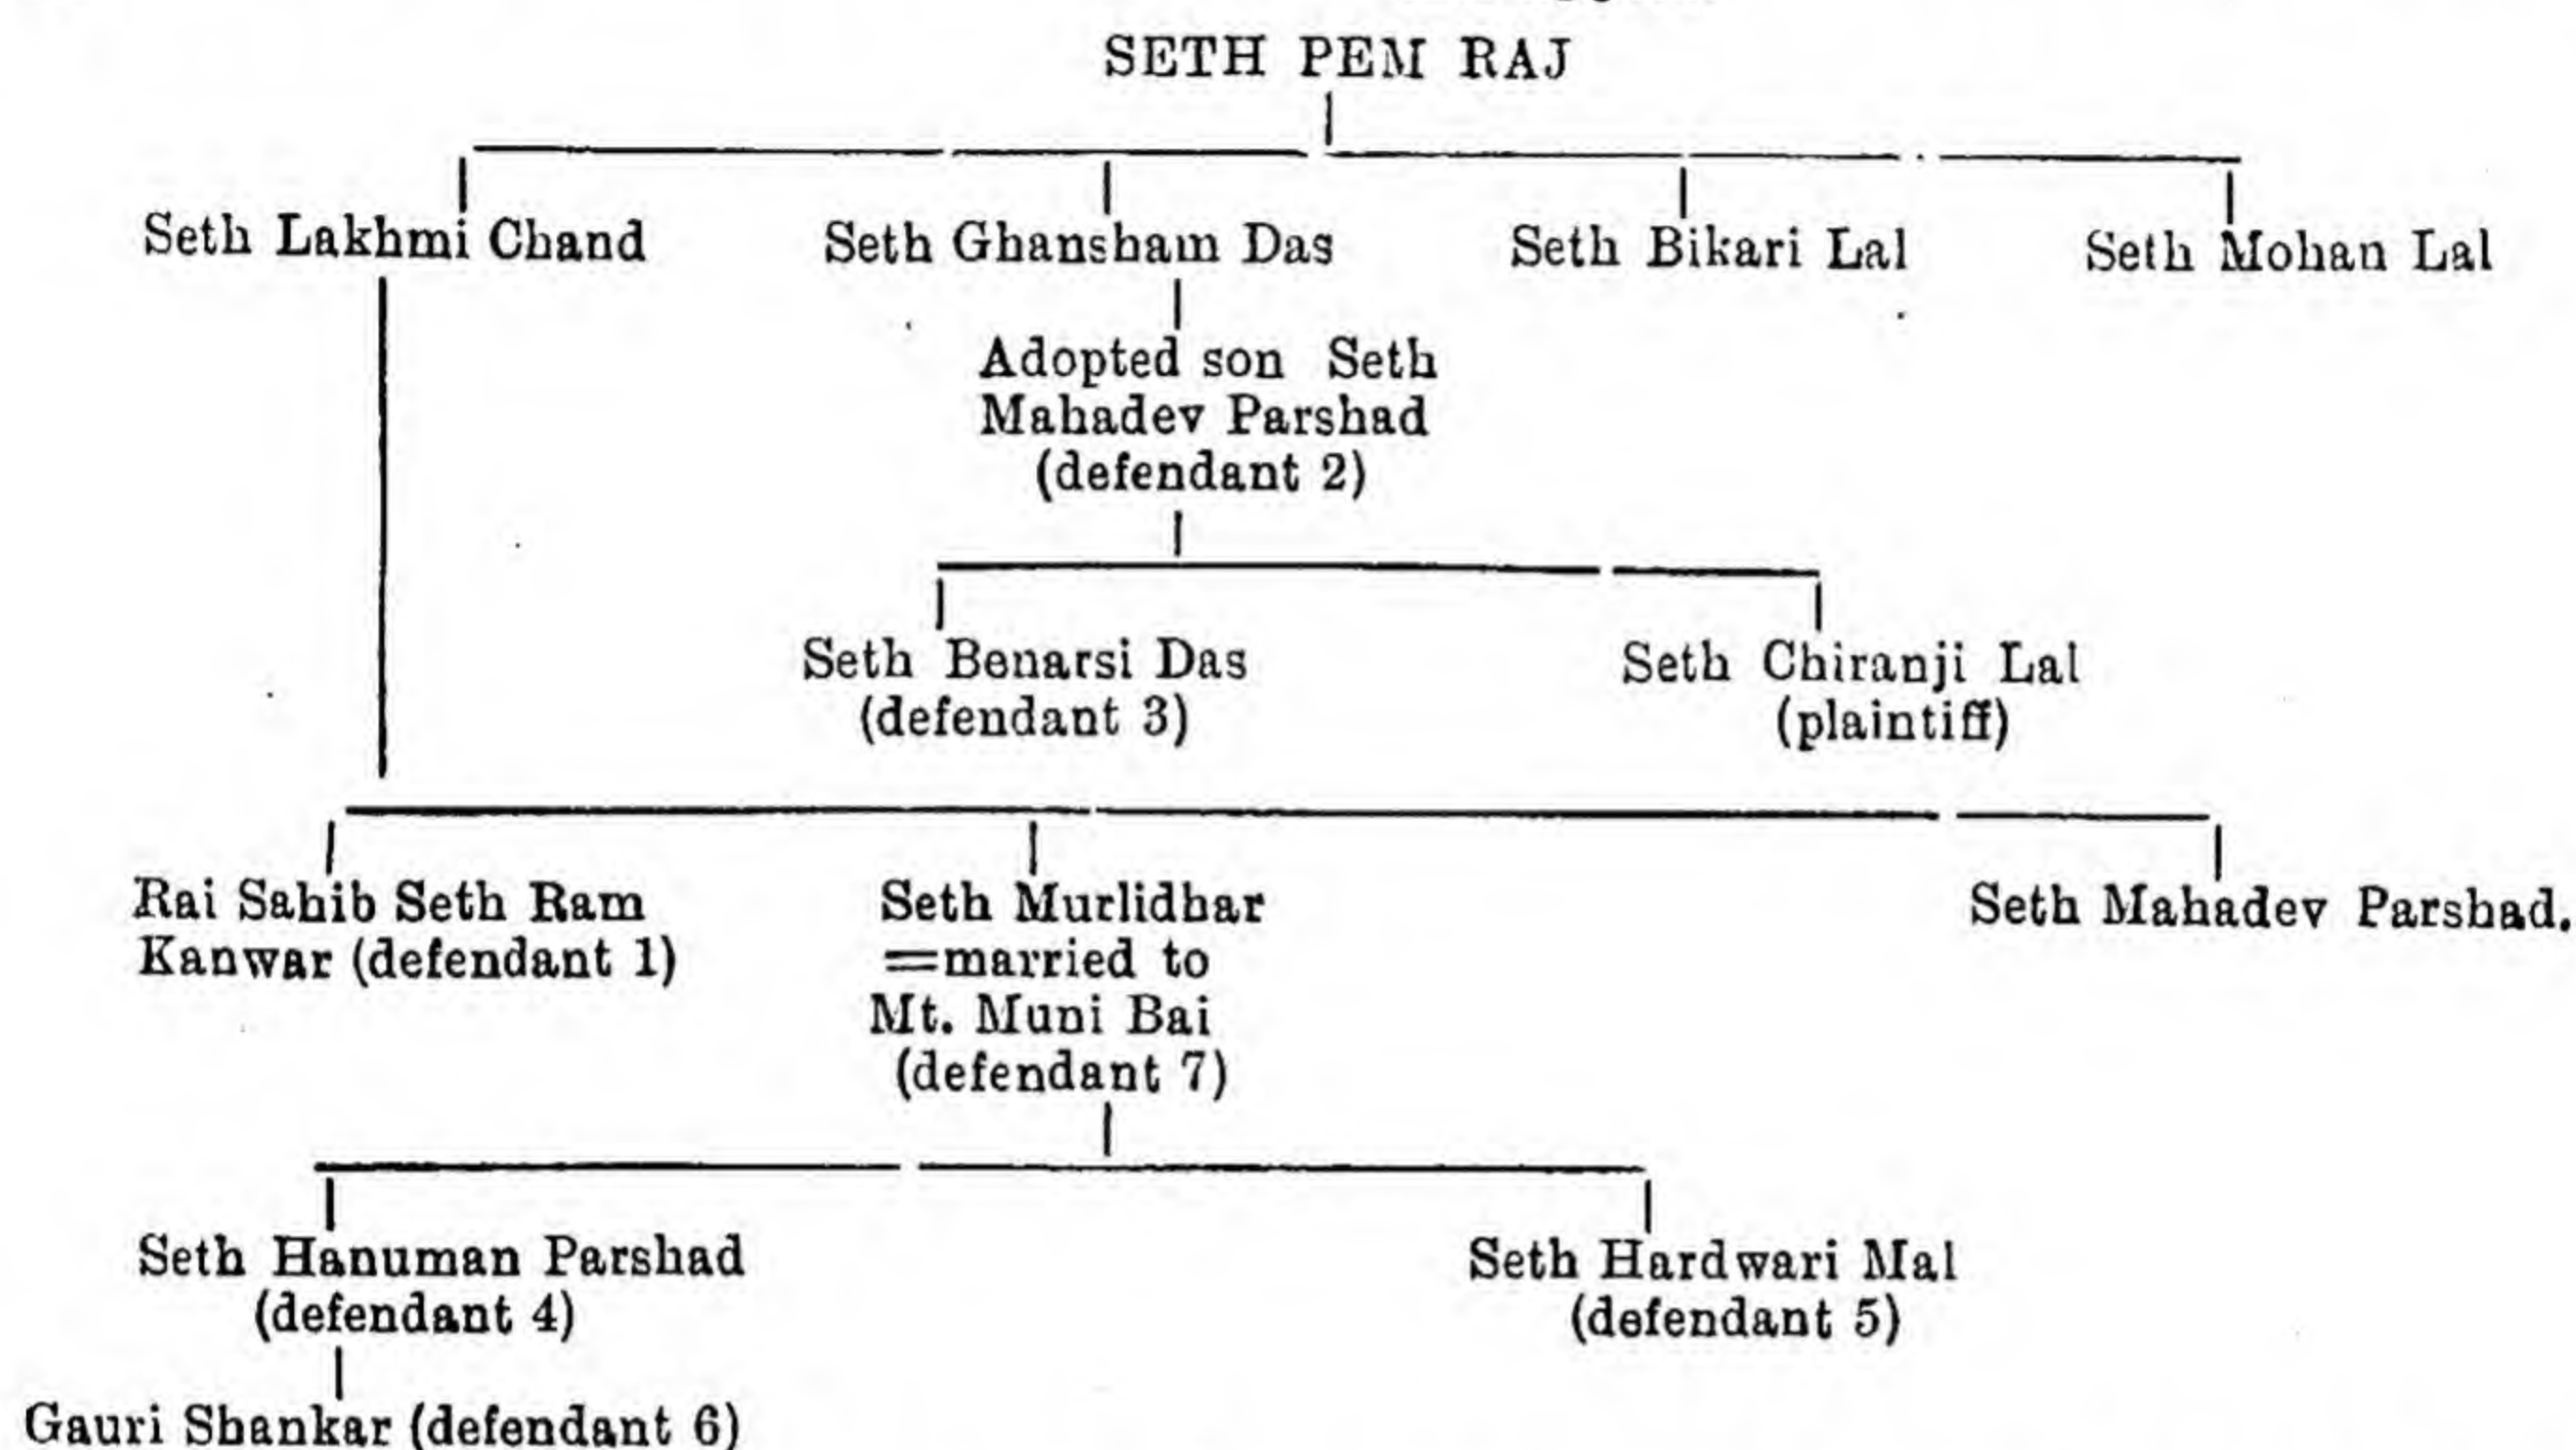 SETH PEM RAJ
Seth Lakhmi Chand Seth Ghansham Das Seth Bikari Lal Seth Mohan Lal
Adopted son Seth
Mahadev Parshad
(defendant 2)
Seth Benarsi Das Seth Chiranji Lal
(defendant 3) (plaintiff)
Rai Sahib Seth Ram Seth Murlidhar Seth Mahadev Parshad.
Kanwar (defendant 1) =married to
Mt. Muni Bai
(defendant 7)
Seth Hanuman Parshad Seth Hardwari Mal
(defendant 4) (defendant 5)
Gauri Shankar (defendant 6)